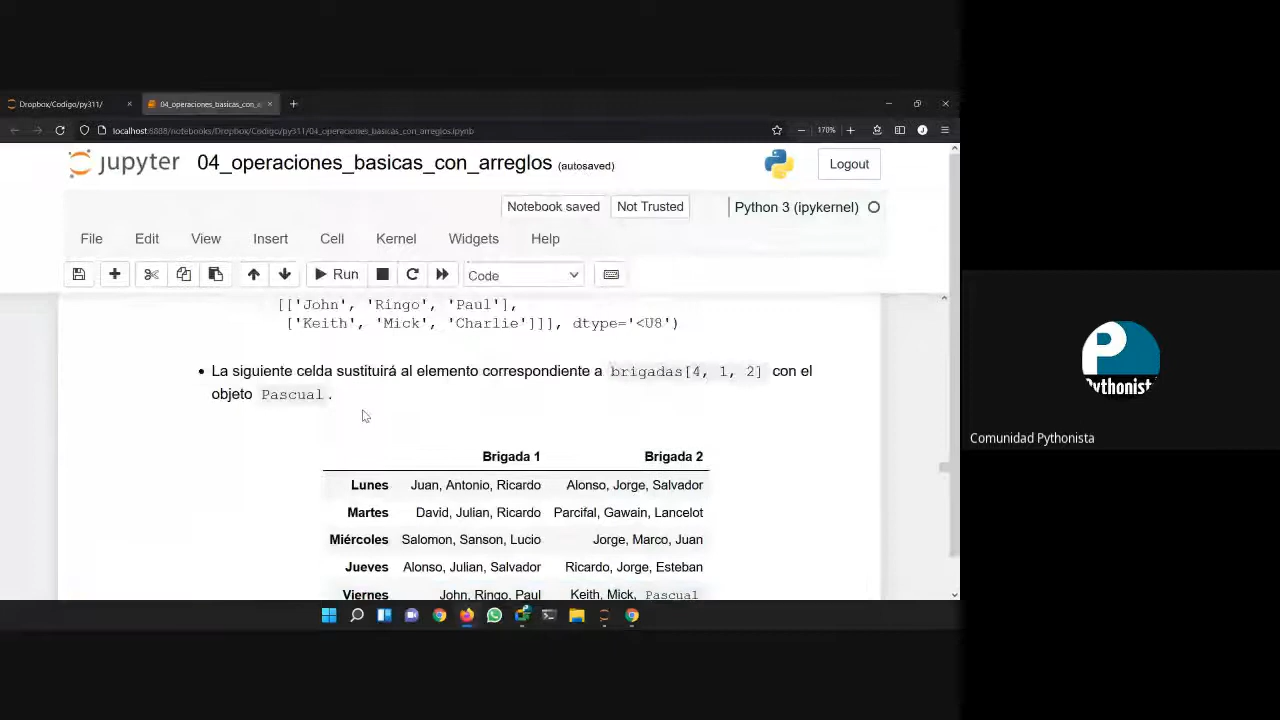 Dropbox/Codigo/py311/
04_operaciones_basicas_con_a
localhost:8888/notebooks/Dropbox/Codigo/py311/04_operaciones_basicas_con_arreglos.ipynb
170%
jupyter 04_operaciones_basicas_con_arreglos (autosaved)
Logout
Notebook saved Not Trusted Python 3 (ipykernel)
File Edit View Insert Cell Kernel Widgets Help
Run Code
[['John', 'Ringo', 'Paul'],
['Keith', 'Mick', 'Charlie']]], dtype='<U8')
• La siguiente celda sustituirá al elemento correspondiente a brigadas[4, 1, 2] con el
objeto Pascual.
Brigada 1 Brigada 2
Lunes Juan, Antonio, Ricardo Alonso, Jorge, Salvador
Martes David, Julian, Ricardo Parcifal, Gawain, Lancelot
Miércoles Salomon, Sanson, Lucio Jorge, Marco, Juan
Jueves Alonso, Julian, Salvador Ricardo, Jorge, Esteban
Viernes John, Ringo, Paul Keith, Mick, Pascual
Pythonist
Comunidad Pythonista